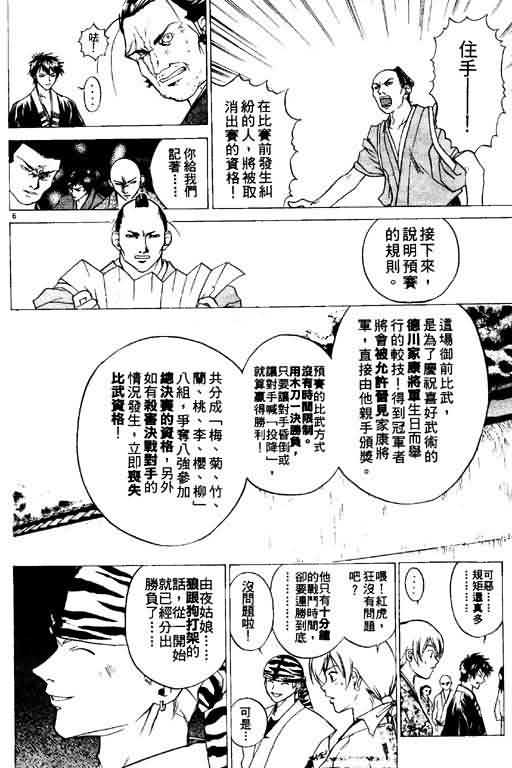 住手——！
咦！
‥‥
在比賽前發生糾
紛的人，將被取
消出賽的資格！
你給我們
記著‥‥
6
接下來，
說明預賽
的規則。
這場御前比武，
是為了慶祝喜好武術的
德川家康將軍生日而舉
行的較技！得到冠軍者
將會被允許晉見家康將
軍，直接由他親手頒獎。
預賽的比武方式
沒有時間限制。
用木刀一決勝負，
只要讓對手昏倒或
讓對手喊「投降」，
就算贏得勝利！
共分成「梅、菊、竹、
蘭、桃、李、櫻、柳」
八組，爭奪八強參加
總決賽的資格，另外
如有殺害決戰對手的
情況發生，立即喪失
比武資格！
可惡‥‥
規矩還真多
‥‥
喂！紅虎，
狂沒有問題
吧？
他只有十分鐘
的戰鬥時間，
卻要連勝到底
‥‥
沒問題啦！
可是‥‥
由夜姑娘‥‥
狼跟狗打架的
話，從一開始
就已經分出
勝負了‥‥